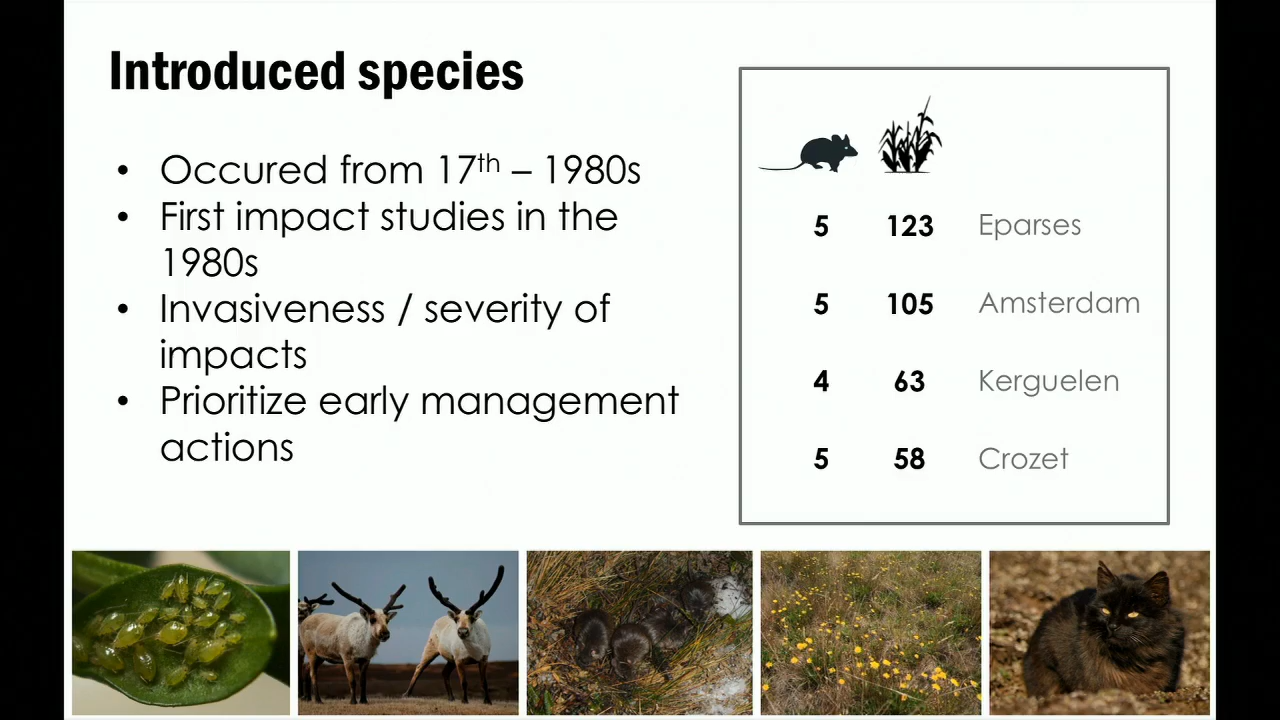 Introduced species
• Occured from 17th – 1980s
• First impact studies in the
1980s
• Invasiveness / severity of
impacts
• Prioritize early management
actions
5 123 Eparses
5 105 Amsterdam
4 63 Kerguelen
5 58 Crozet